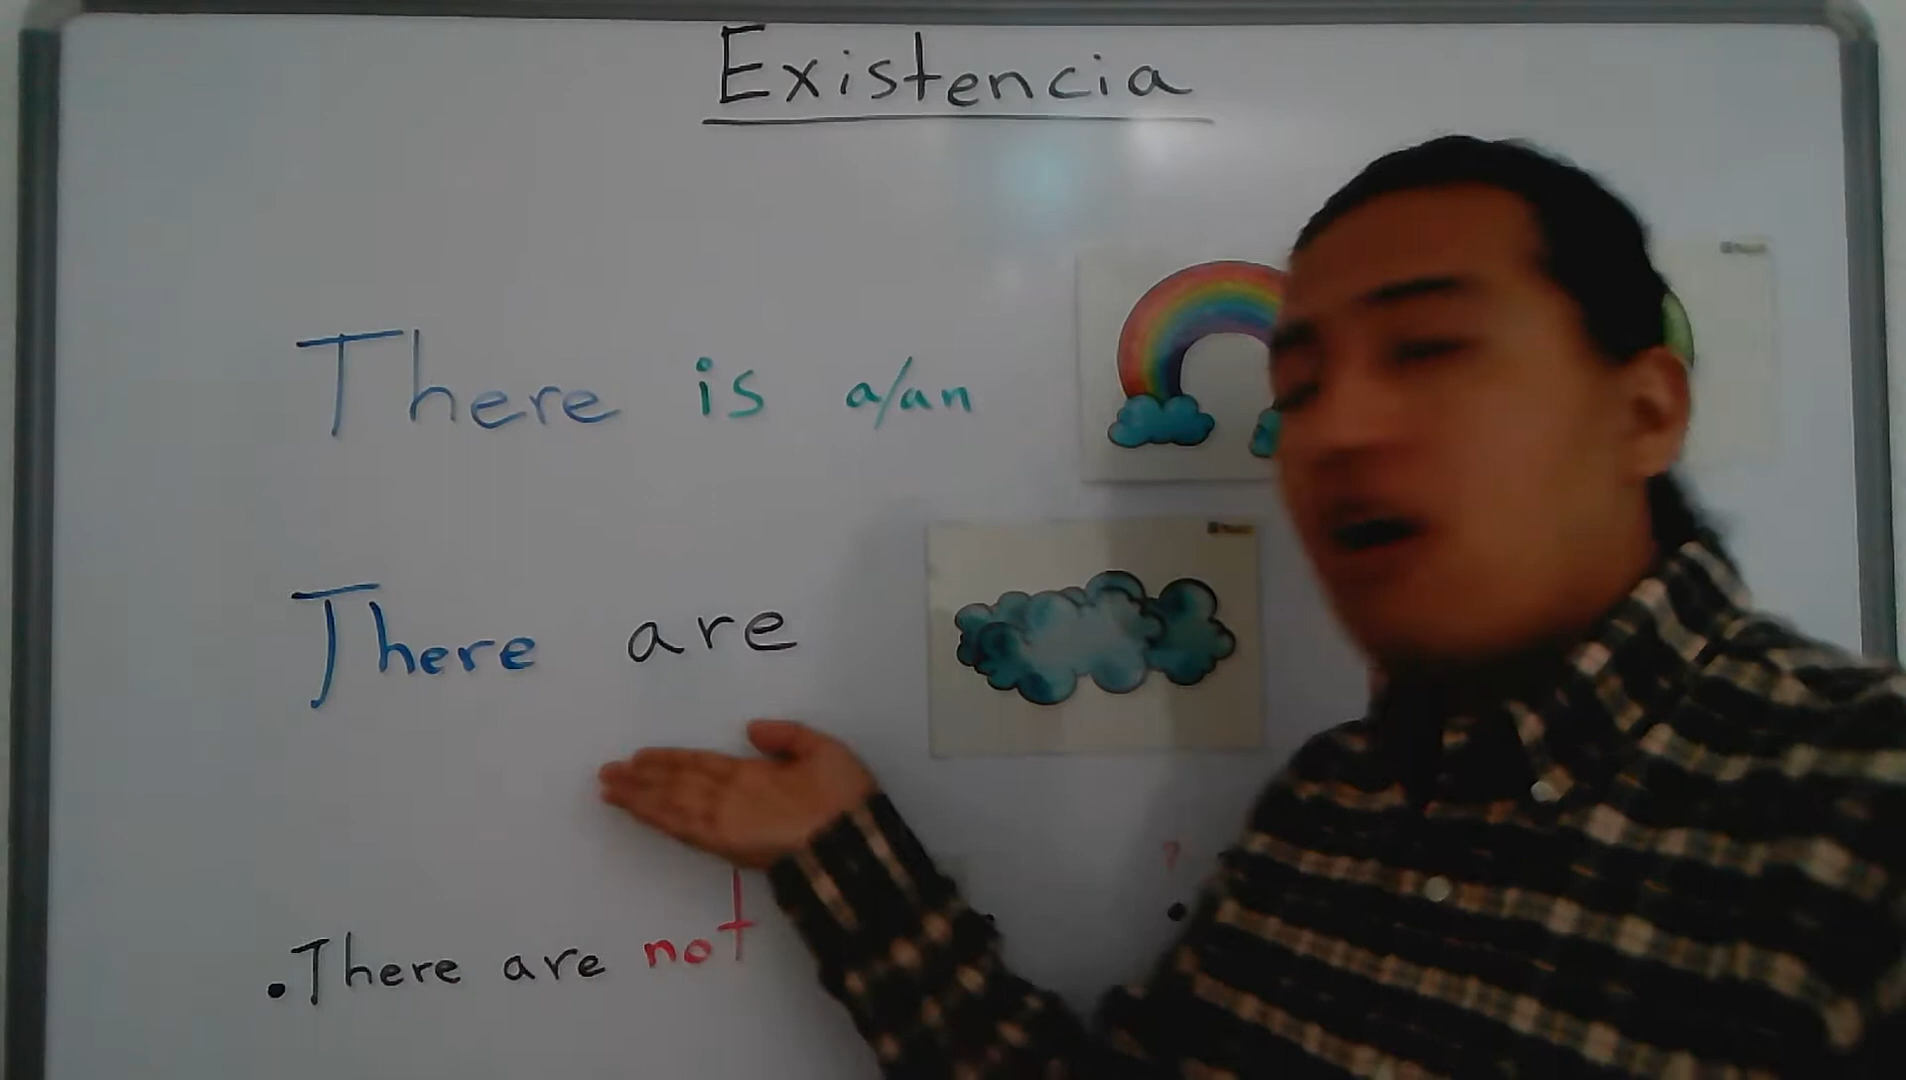 Existencia
There is a/an
There are
?
.There are not